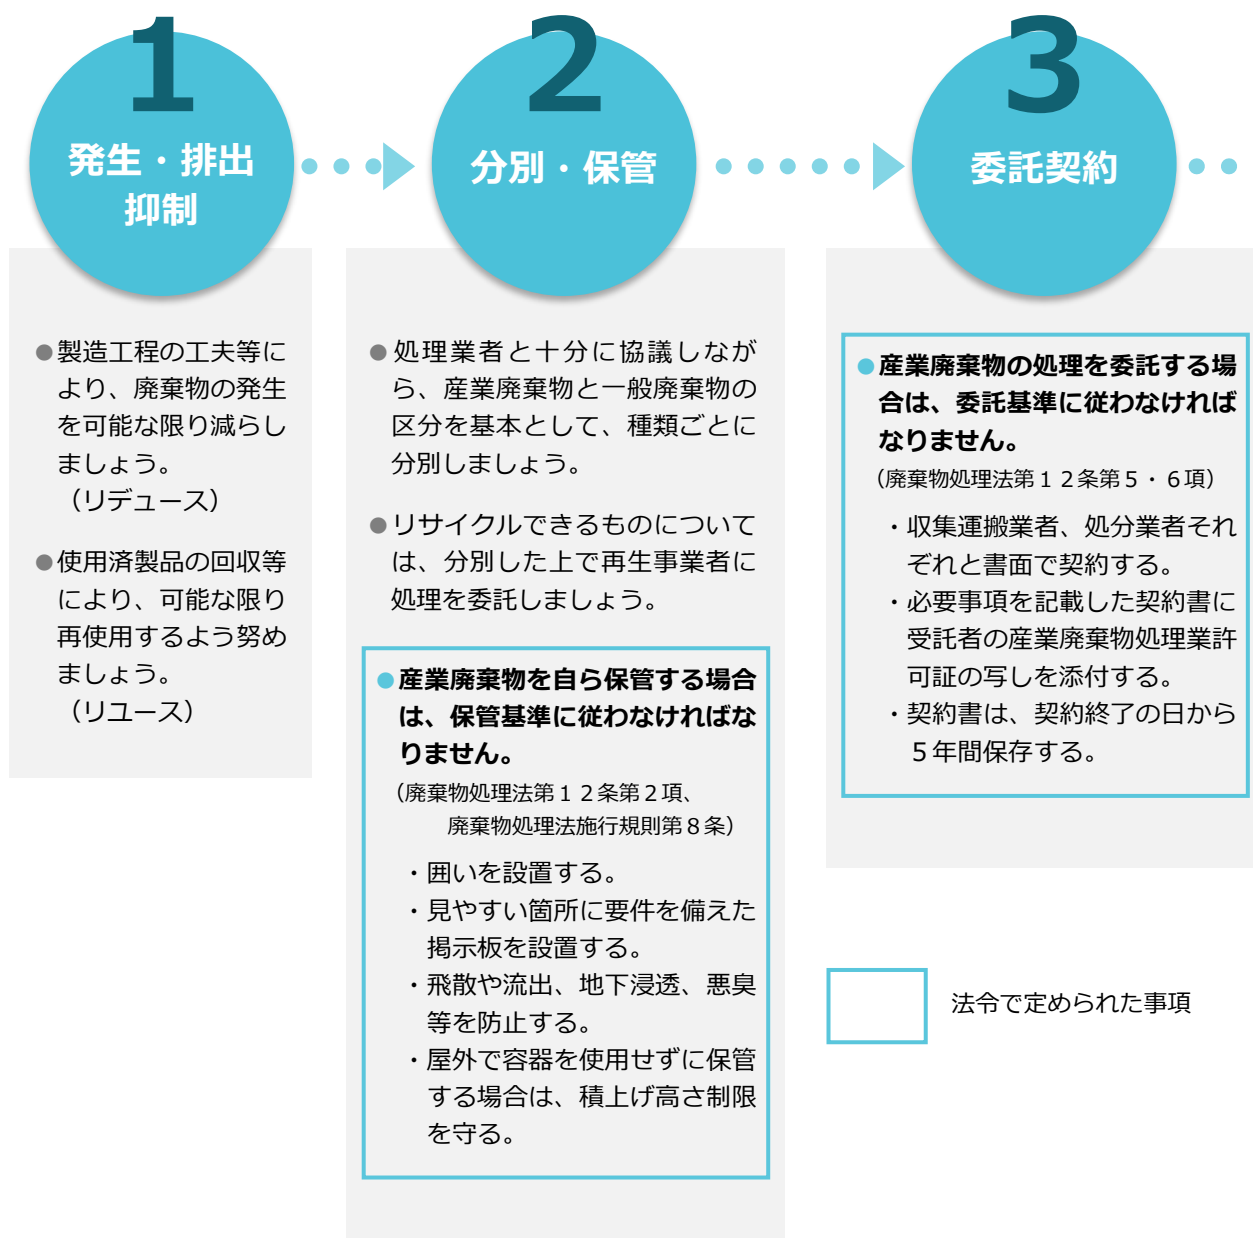 1
発生・排出
抑制
●製造工程の工夫等に
より、廃棄物の発生
を可能な限り減らし
ましょう。
（リデュース）
●使用済製品の回収等
により、可能な限り
再使用するよう努め
ましょう。
（リユース）
2
分別・保管
●処理業者と十分に協議しなが
ら、産業廃棄物と一般廃棄物の
区分を基本として、種類ごとに
分別しましょう。
●リサイクルできるものについて
は、分別した上で再生事業者に
処理を委託しましょう。
●産業廃棄物を自ら保管する場合
は、保管基準に従わなければな
りません。
（廃棄物処理法第１２条第２項、
廃棄物処理法施行規則第８条）
・囲いを設置する。
・見やすい箇所に要件を備えた
掲示板を設置する。
・飛散や流出、地下浸透、悪臭
等を防止する。
・屋外で容器を使用せずに保管
する場合は、積上げ高さ制限
を守る。
3
委託契約
●産業廃棄物の処理を委託する場
合は、委託基準に従わなければ
なりません。
（廃棄物処理法第１２条第５・６項）
・収集運搬業者、処分業者それ
ぞれと書面で契約する。
・必要事項を記載した契約書に
受託者の産業廃棄物処理業許
可証の写しを添付する。
・契約書は、契約終了の日から
５年間保存する。
法令で定められた事項